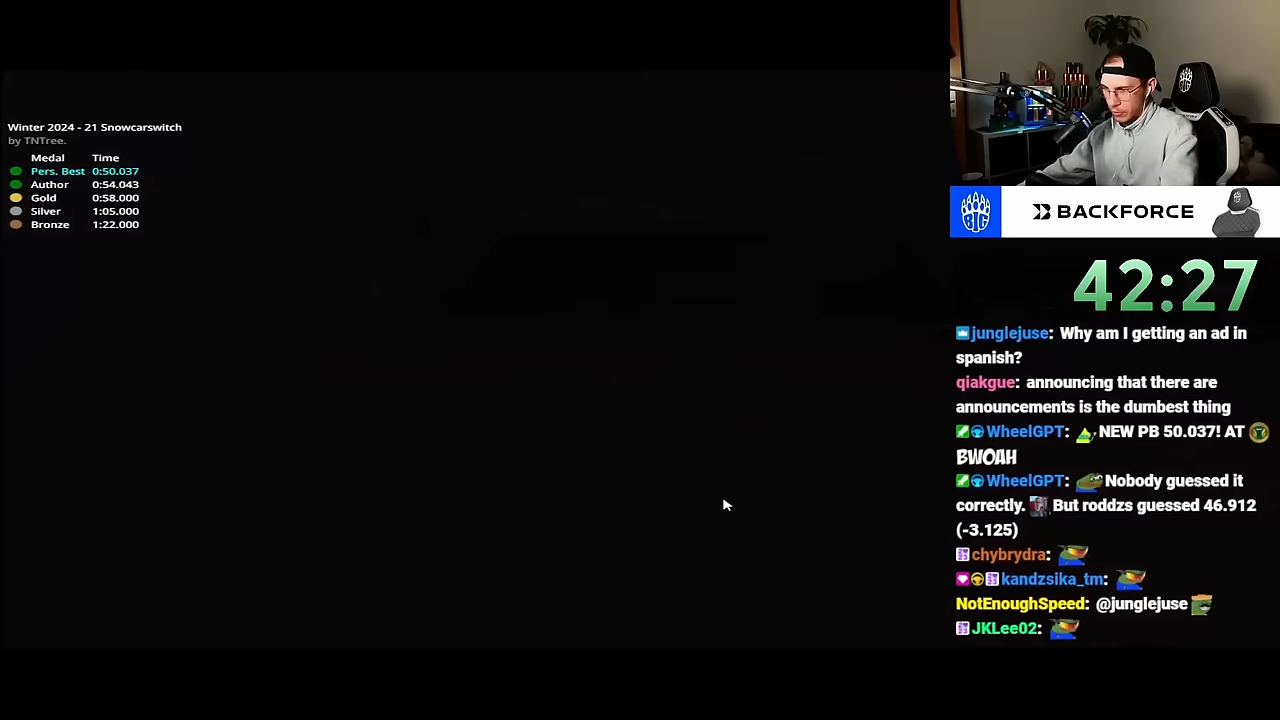 Winter 2024 - 21 Snowcarswitch
by TNTree.
Medal Time
Pers. Best 0:50.037
Author 0:54.043
Gold 0:58.000
Silver 1:05.000
Bronze 1:22.000
BIG
BACKFORCE
42:27
junglejuse: Why am I getting an ad in
spanish?
qiakgue: announcing that there are
announcements is the dumbest thing
WheelGPT: NEW PB 50.037! AT
BWOAH
WheelGPT: Nobody guessed it
correctly. But roddzs guessed 46.912
(-3.125)
chybrydra:
kandzsika_tm:
NotEnoughSpeed: @junglejuse
JKLee02: